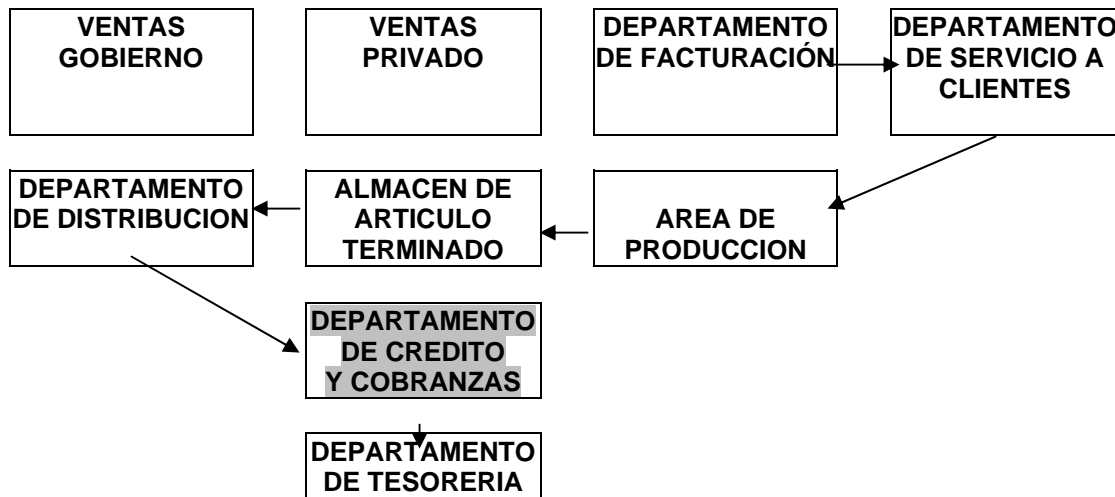 VENTAS
GOBIERNO
VENTAS
PRIVADO
DEPARTAMENTO
DE FACTURACIÓN
DEPARTAMENTO
DE SERVICIO A
CLIENTES
DEPARTAMENTO
DE DISTRIBUCION
ALMACEN DE
ARTICULO
TERMINADO
AREA DE
PRODUCCION
DEPARTAMENTO
DE CREDITO
Y COBRANZAS
DEPARTAMENTO
DE TESORERIA